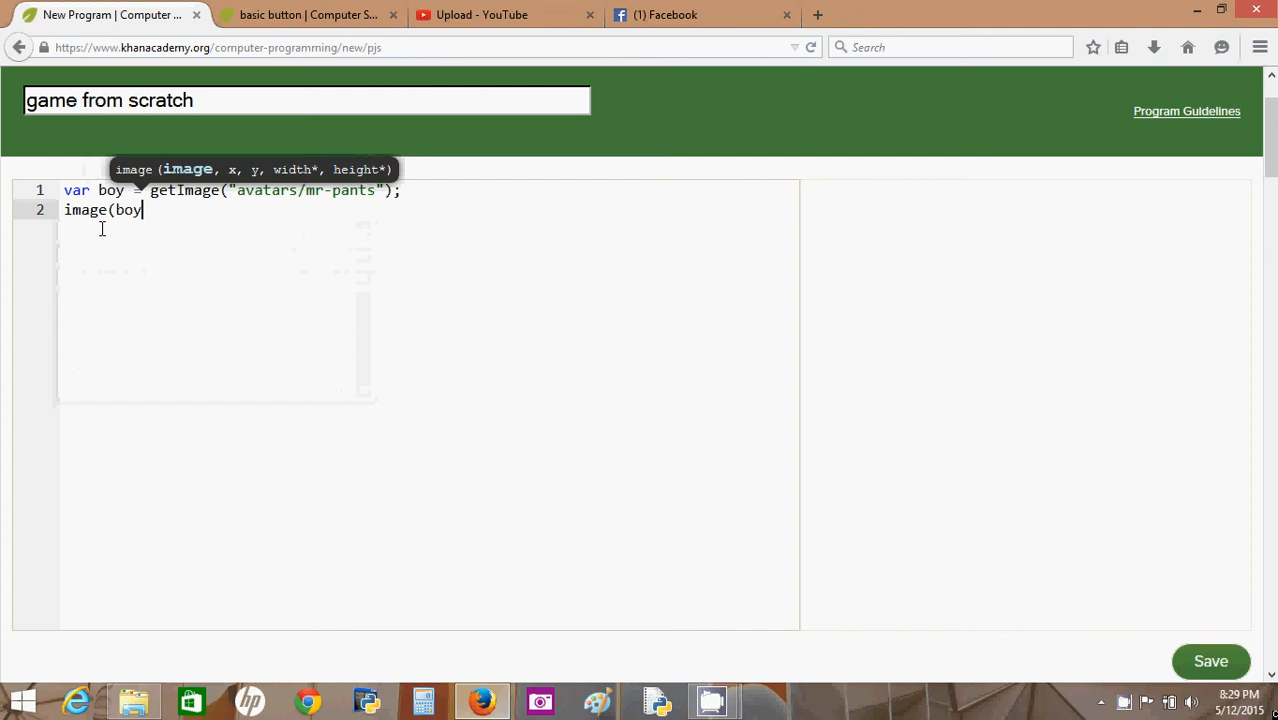 New Program | Computer ... × basic button | Computer S... × Upload - YouTube × (1) Facebook × +
https://www.khanacademy.org/computer-programming/new/pjs Search
game from scratch
Program Guidelines
image (image, x, y, width*, height*)
1 var boy = getImage("avatars/mr-pants");
2 image(boy
Save
8:29 PM
5/12/2015